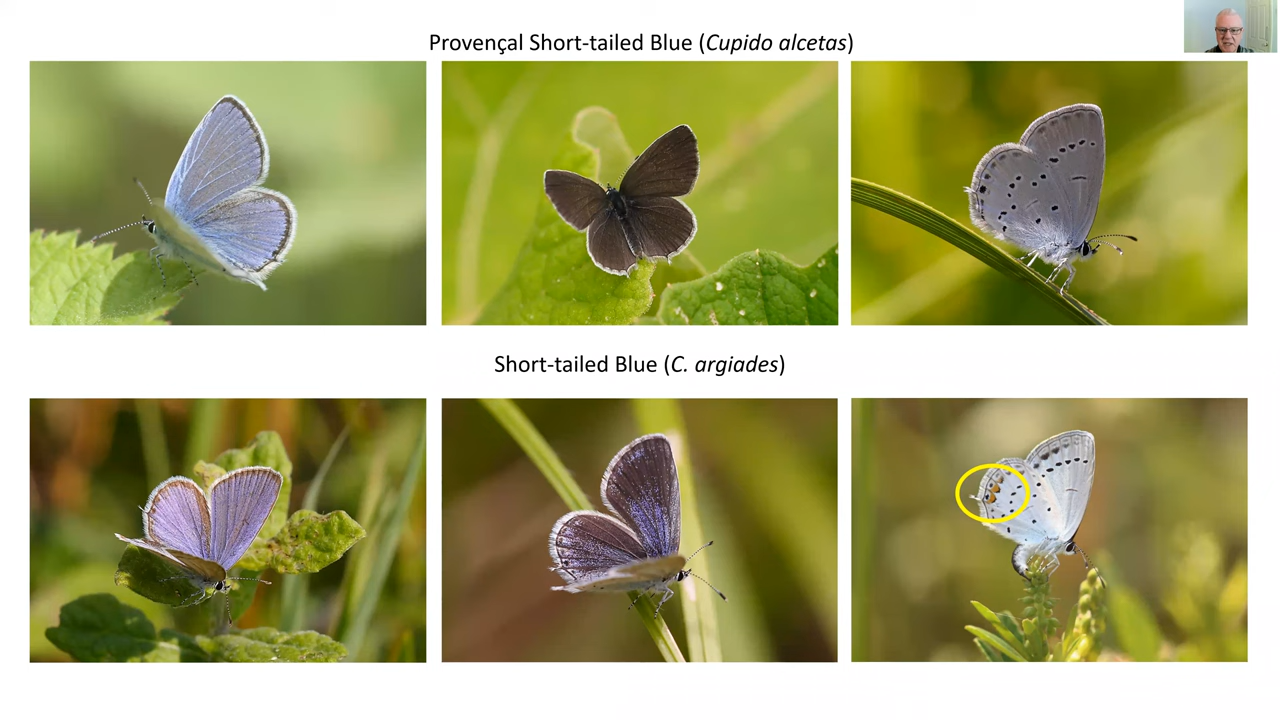 Provençal Short-tailed Blue (Cupido alcetas)
Short-tailed Blue (C. argiades)